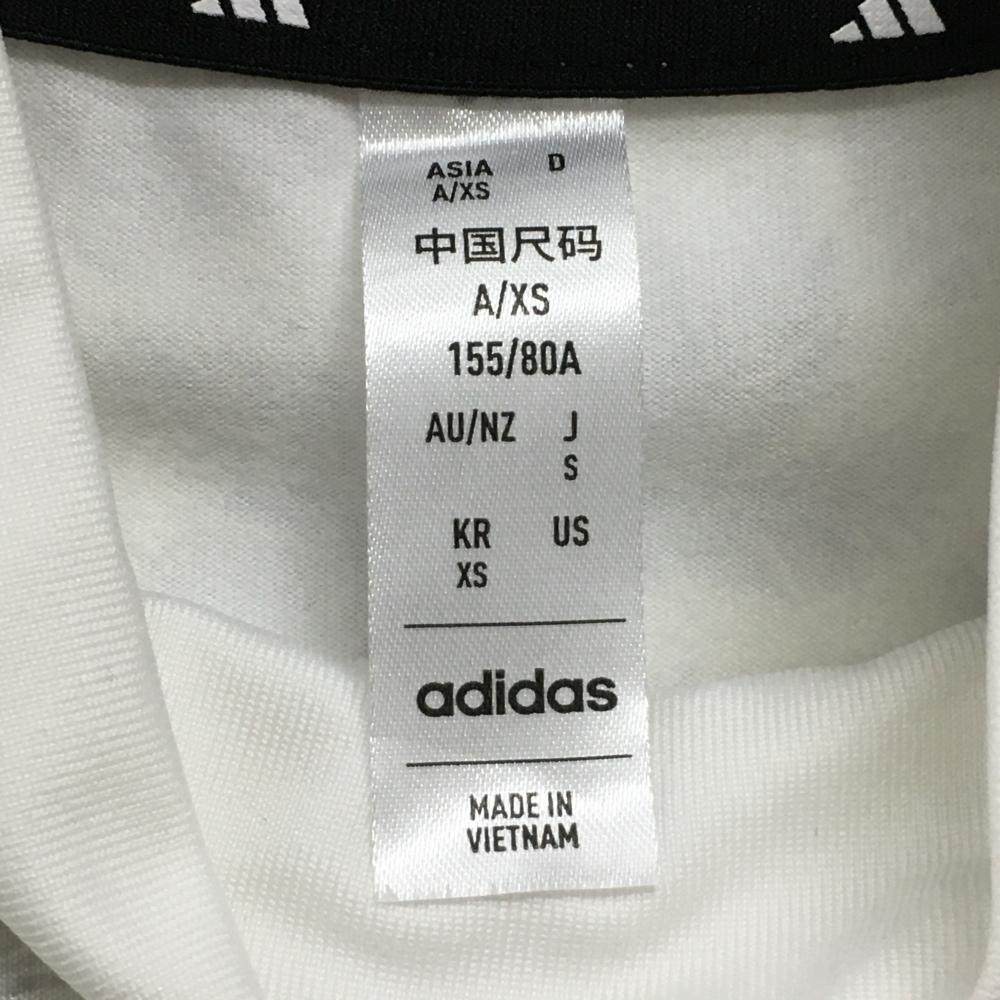 ASIA D
A/XS
中国尺码
A/XS
155/80A
AU/NZ J
S
KR US
XS
adidas
MADE IN
VIETNAM